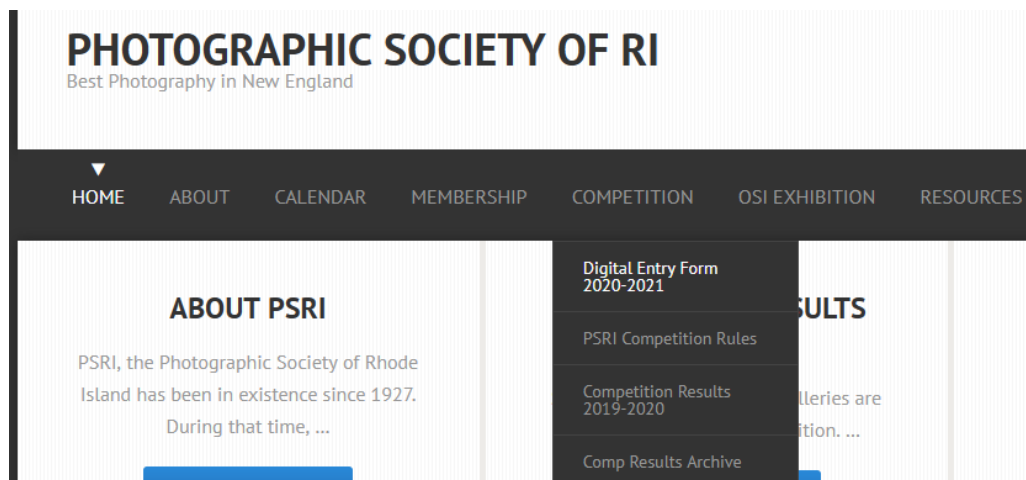 PHOTOGRAPHIC SOCIETY OF RI
Best Photography in New England
HOME ABOUT CALENDAR MEMBERSHIP COMPETITION OSI EXHIBITION RESOURCES
Digital Entry Form
2020-2021
PSRI Competition Rules
Competition Results
2019-2020
Comp Results Archive
ABOUT PSRI
PSRI, the Photographic Society of Rhode
Island has been in existence since 1927.
During that time, ...